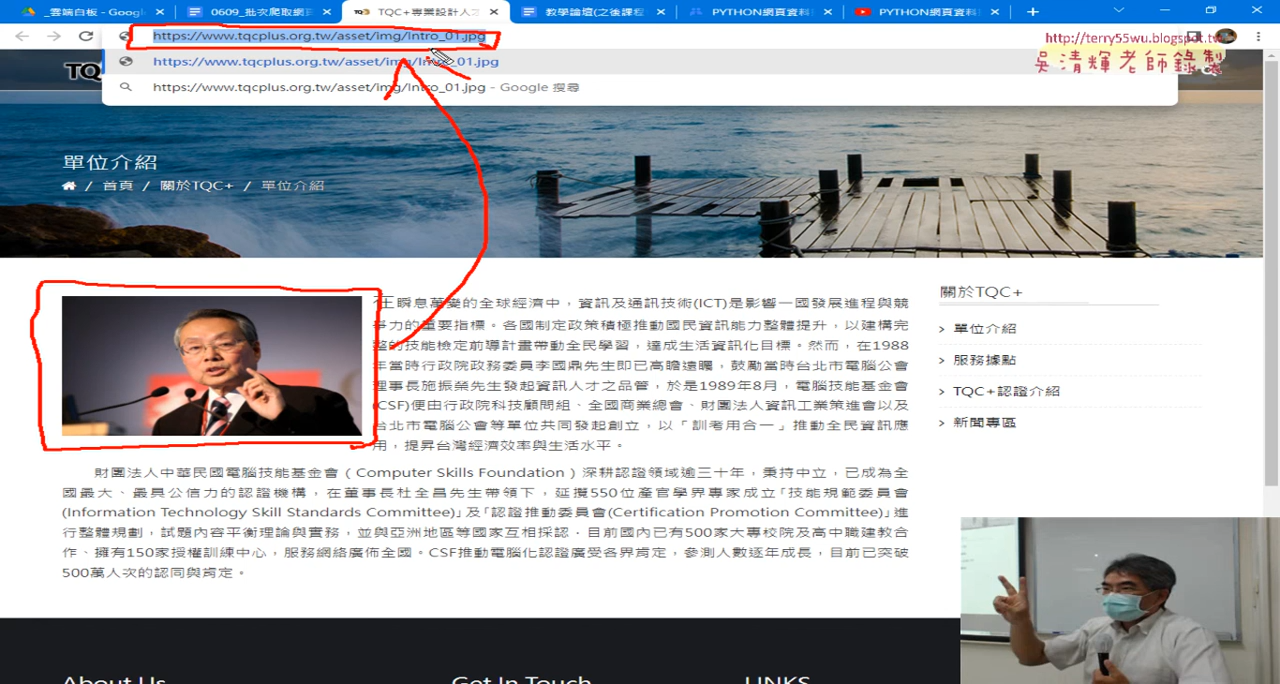 雲端白板 - Googl
0609_批次爬取網頁
TQC+專業設計人才
教學論壇(之後課程
PYTHON網頁資料
PYTHON網頁資料
https://www.tqcplus.org.tw/asset/img/Intro_01.jpg
http://terry55wu.blogspot.tw
吳清輝老師錄製
https://www.tqcplus.org.tw/asset/img/Intro_01.jpg
https://www.tqcplus.org.tw/asset/img/Intro_01.jpg - Google 搜尋
TQ
單位介紹
/ 首頁 / 關於TQC+ / 單位介紹
在瞬息萬變的全球經濟中，資訊及通訊技術(ICT)是影響一國發展進程與競
爭力的重要指標。各國制定政策積極推動國民資訊能力整體提升，以建構完
整的技能檢定前導計畫帶動全民學習，達成生活資訊化目標。然而，在1988
年當時行政院政務委員李國鼎先生即已高瞻遠矚，鼓勵當時台北市電腦公會
理事長施振榮先生發起資訊人才之品管，於是1989年8月，電腦技能基金會
(CSF)便由行政院科技顧問組、全國商業總會、財團法人資訊工業策進會以及
台北市電腦公會等單位共同發起創立，以「訓考用合一」推動全民資訊應
用，提昇台灣經濟效率與生活水平。
財團法人中華民國電腦技能基金會（Computer Skills Foundation）深耕認證領域逾三十年，秉持中立，已成為全
國最大、最具公信力的認證機構，在董事長杜全昌先生帶領下，延攬550位產官學界專家成立「技能規範委員會
(Information Technology Skill Standards Committee)」及「認證推動委員會(Certification Promotion Committee)」進
行整體規劃，試題內容平衡理論與實務，並與亞洲地區等國家互相採認．目前國內已有500家大專校院及高中職建教合
作、擁有150家授權訓練中心，服務網絡廣佈全國。CSF推動電腦化認證廣受各界肯定，參測人數逐年成長，目前已突破
500萬人次的認同與肯定。
關於TQC+
> 單位介紹
> 服務據點
> TQC+認證介紹
> 新聞專區
About Us
Get In Touch
LINKS